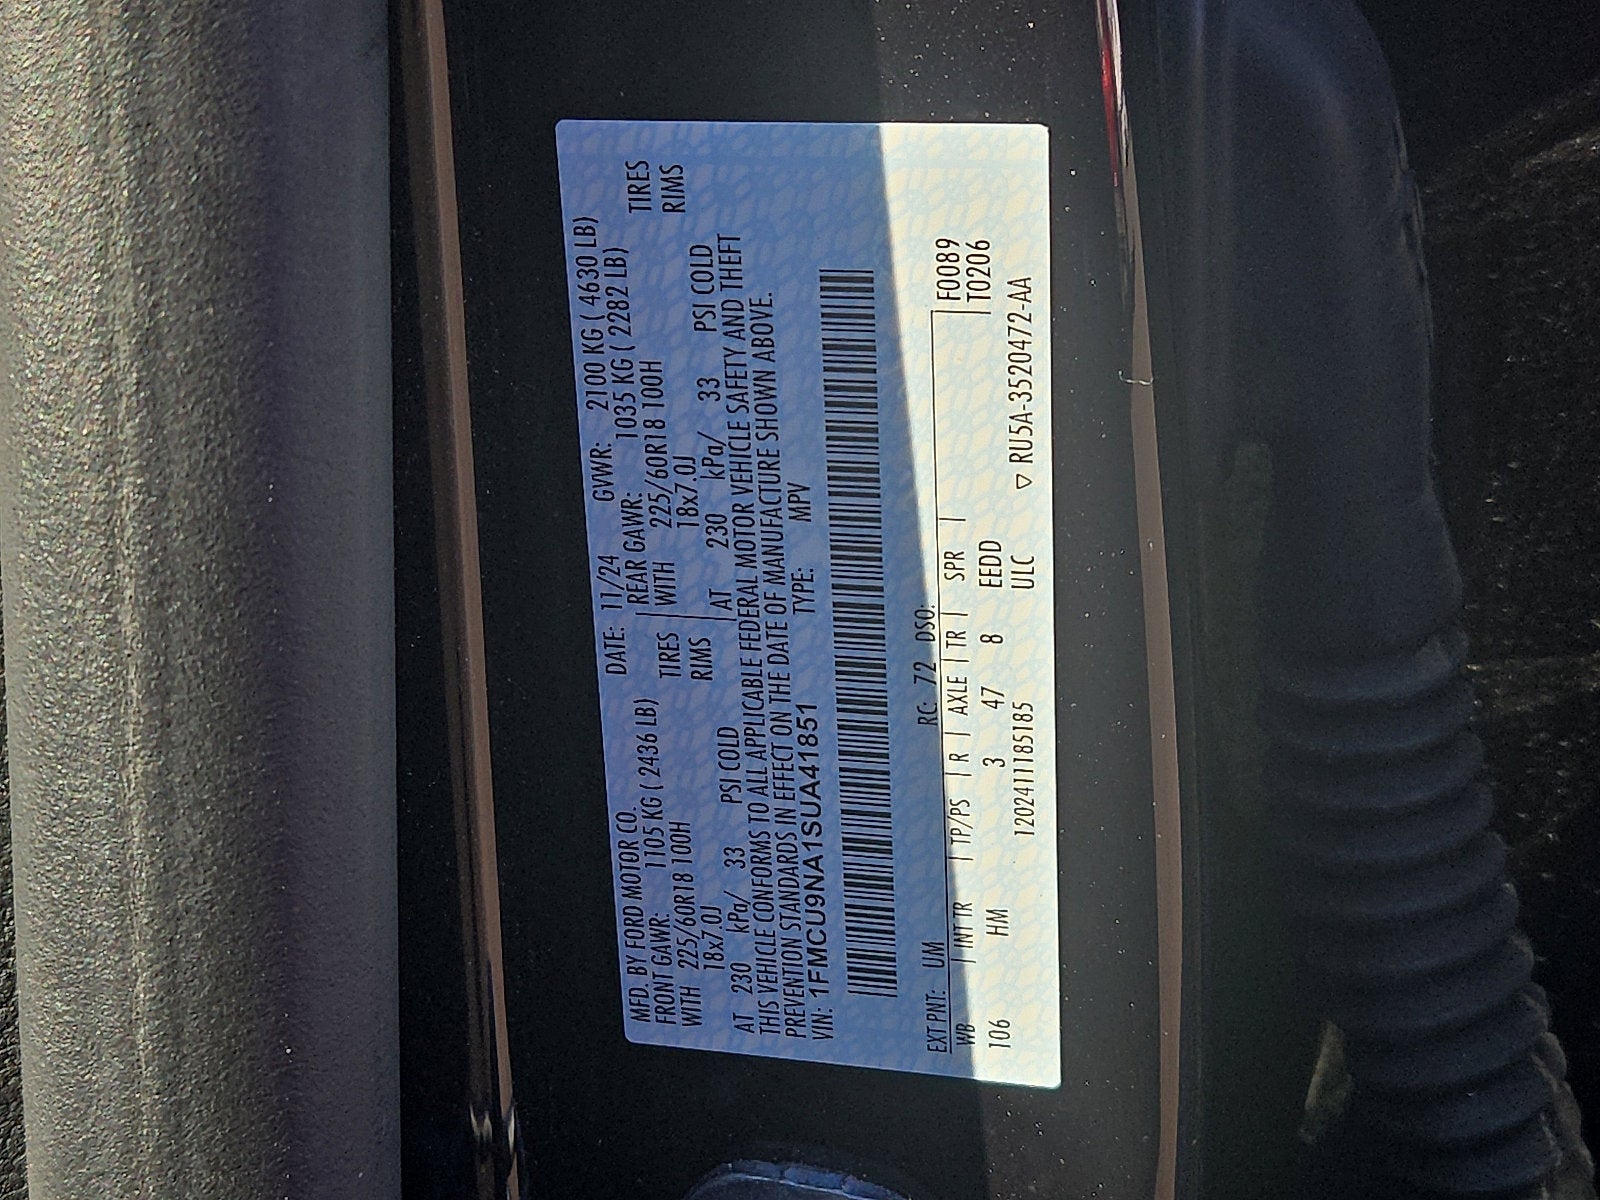 MFD. BY FORD MOTOR CO. DATE: 11/24 GVWR: 2100 KG ( 4630 LB)
FRONT GAWR: 1105 KG ( 2436 LB) REAR GAWR: 1035 KG ( 2282 LB)
WITH 225/60R18 100H TIRES WITH 225/60R18 100H TIRES
18x7.0J RIMS 18x7.0J RIMS
AT 230 kPa/ 33 PSI COLD AT 230 kPa/ 33 PSI COLD
THIS VEHICLE CONFORMS TO ALL APPLICABLE FEDERAL MOTOR VEHICLE SAFETY AND THEFT
PREVENTION STANDARDS IN EFFECT ON THE DATE OF MANUFACTURE SHOWN ABOVE.
VIN: 1FMCU9NA1SUA41851 TYPE: MPV
EXT PNT: UM RC: 72 DSO: F0089
WB | INT TR | TP/PS | R | AXLE | TR | SPR | T0206
106 HM 3 47 8 EEDD
12024111185185 ULC ▽ RU5A-3520472-AA